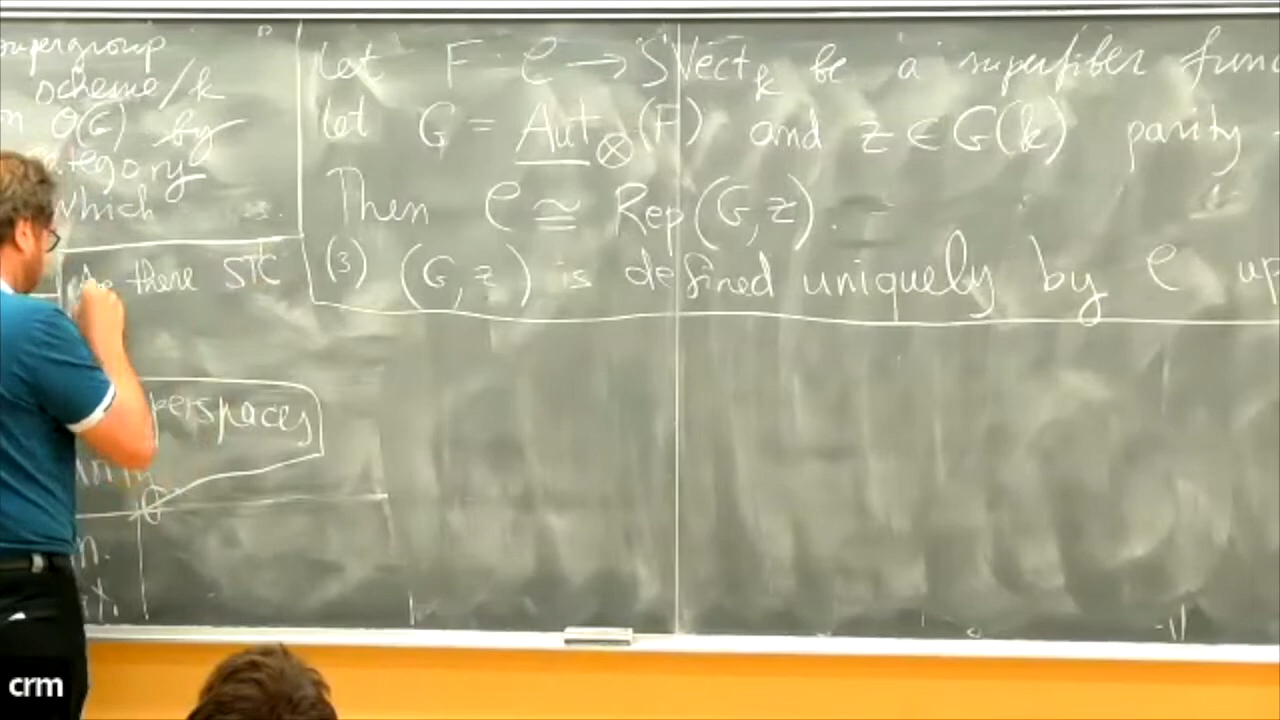 supergroup
scheme/k
O(G) by
category
which
there STC
erspaces
Let F: C → SVect_k be a superfiber func
Let G = Aut_⊗(F) and z ∈ G(k) parity
Then C ≅ Rep(G,z).
(3) (G,z) is defined uniquely by C up
crm